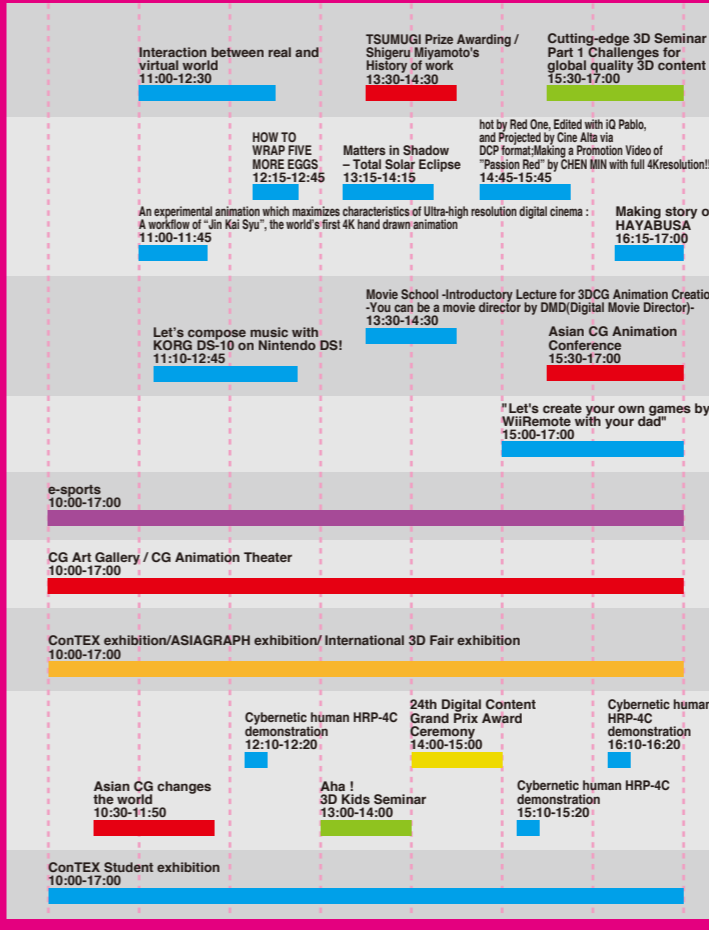 Interaction between real and
virtual world
11:00-12:30
TSUMUGI Prize Awarding /
Shigeru Miyamoto's
History of work
13:30-14:30
Cutting-edge 3D Seminar
Part 1 Challenges for
global quality 3D content
15:30-17:00
HOW TO
WRAP FIVE
MORE EGGS
12:15-12:45
Matters in Shadow
– Total Solar Eclipse
13:15-14:15
hot by Red One, Edited with iQ Pablo,
and Projected by Cine Alta via
DCP format;Making a Promotion Video of
"Passion Red" by CHEN MIN with full 4Kresolution!!
14:45-15:45
An experimental animation which maximizes characteristics of Ultra-high resolution digital cinema :
A workflow of “Jin Kai Syu”, the world's first 4K hand drawn animation
11:00-11:45
Making story o
HAYABUSA
16:15-17:00
Movie School -Introductory Lecture for 3DCG Animation Creatio
-You can be a movie director by DMD(Digital Movie Director)-
13:30-14:30
Let's compose music with
KORG DS-10 on Nintendo DS!
11:10-12:45
Asian CG Animation
Conference
15:30-17:00
"Let's create your own games by
WiiRemote with your dad"
15:00-17:00
e-sports
10:00-17:00
CG Art Gallery / CG Animation Theater
10:00-17:00
ConTEX exhibition/ASIAGRAPH exhibition/ International 3D Fair exhibition
10:00-17:00
Cybernetic human HRP-4C
demonstration
12:10-12:20
24th Digital Content
Grand Prix Award
Ceremony
14:00-15:00
Cybernetic human
HRP-4C
demonstration
16:10-16:20
Asian CG changes
the world
10:30-11:50
Aha !
3D Kids Seminar
13:00-14:00
Cybernetic human HRP-4C
demonstration
15:10-15:20
ConTEX Student exhibition
10:00-17:00